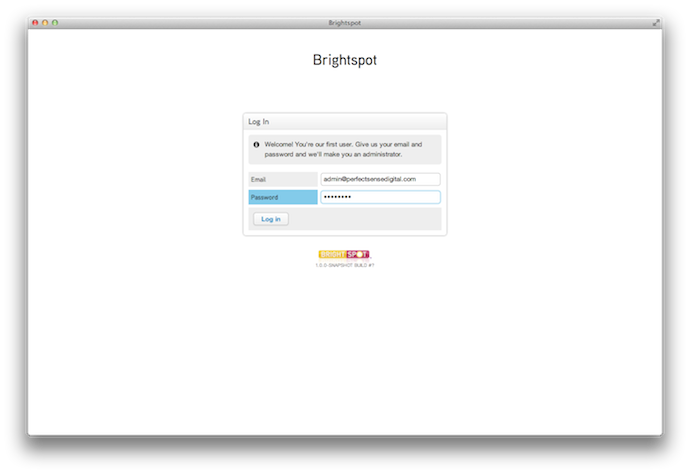 Brightspot
Brightspot
Log In
Welcome! You're our first user. Give us your email and
password and we'll make you an administrator.
Email
admin@perfectsensedigital.com
Password
••••••••
Log in
BRIGHTSPOT
1.0.0-SNAPSHOT BUILD #?